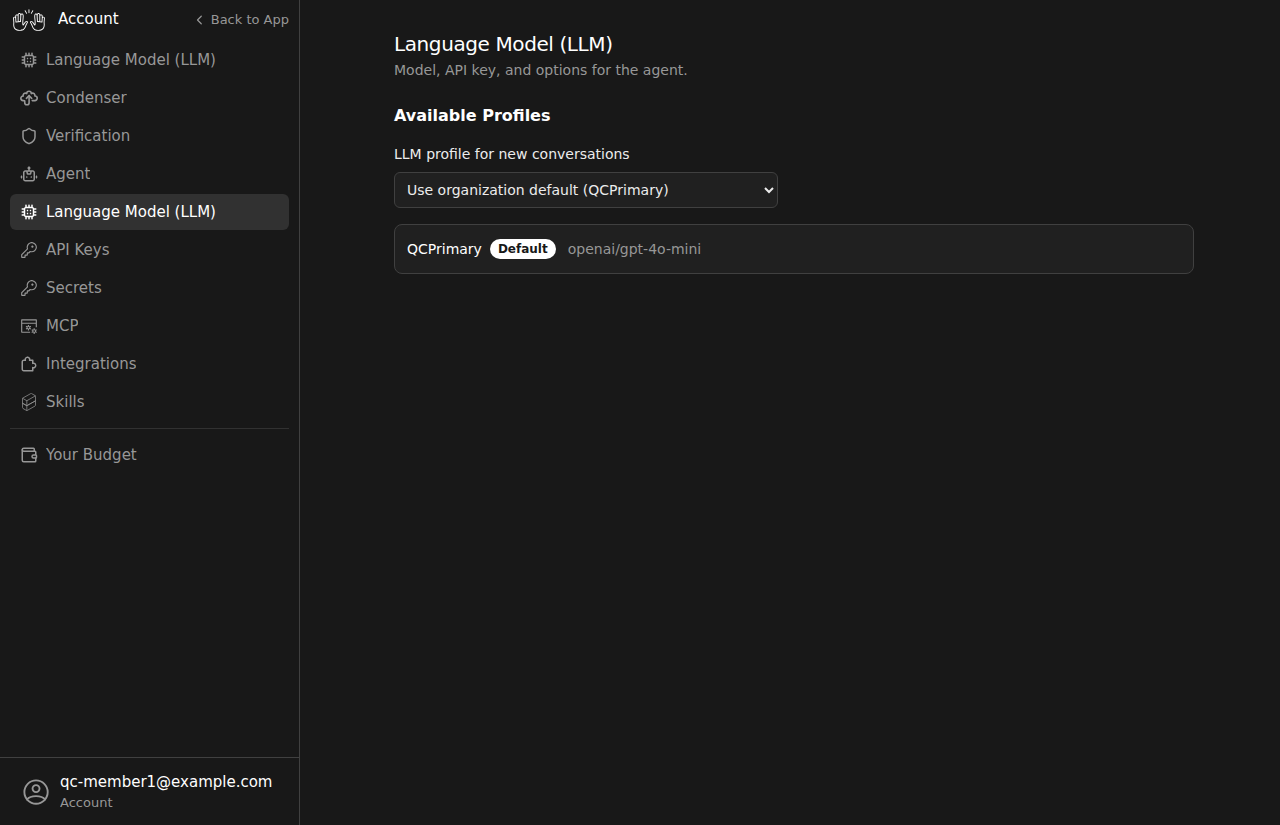 Account
Back to App
Language Model (LLM)
Condenser
Verification
Agent
Language Model (LLM)
API Keys
Secrets
MCP
Integrations
Skills
Your Budget
qc-member1@example.com
Account
Language Model (LLM)
Model, API key, and options for the agent.
Available Profiles
LLM profile for new conversations
Use organization default (QCPrimary)
QCPrimary Default openai/gpt-4o-mini